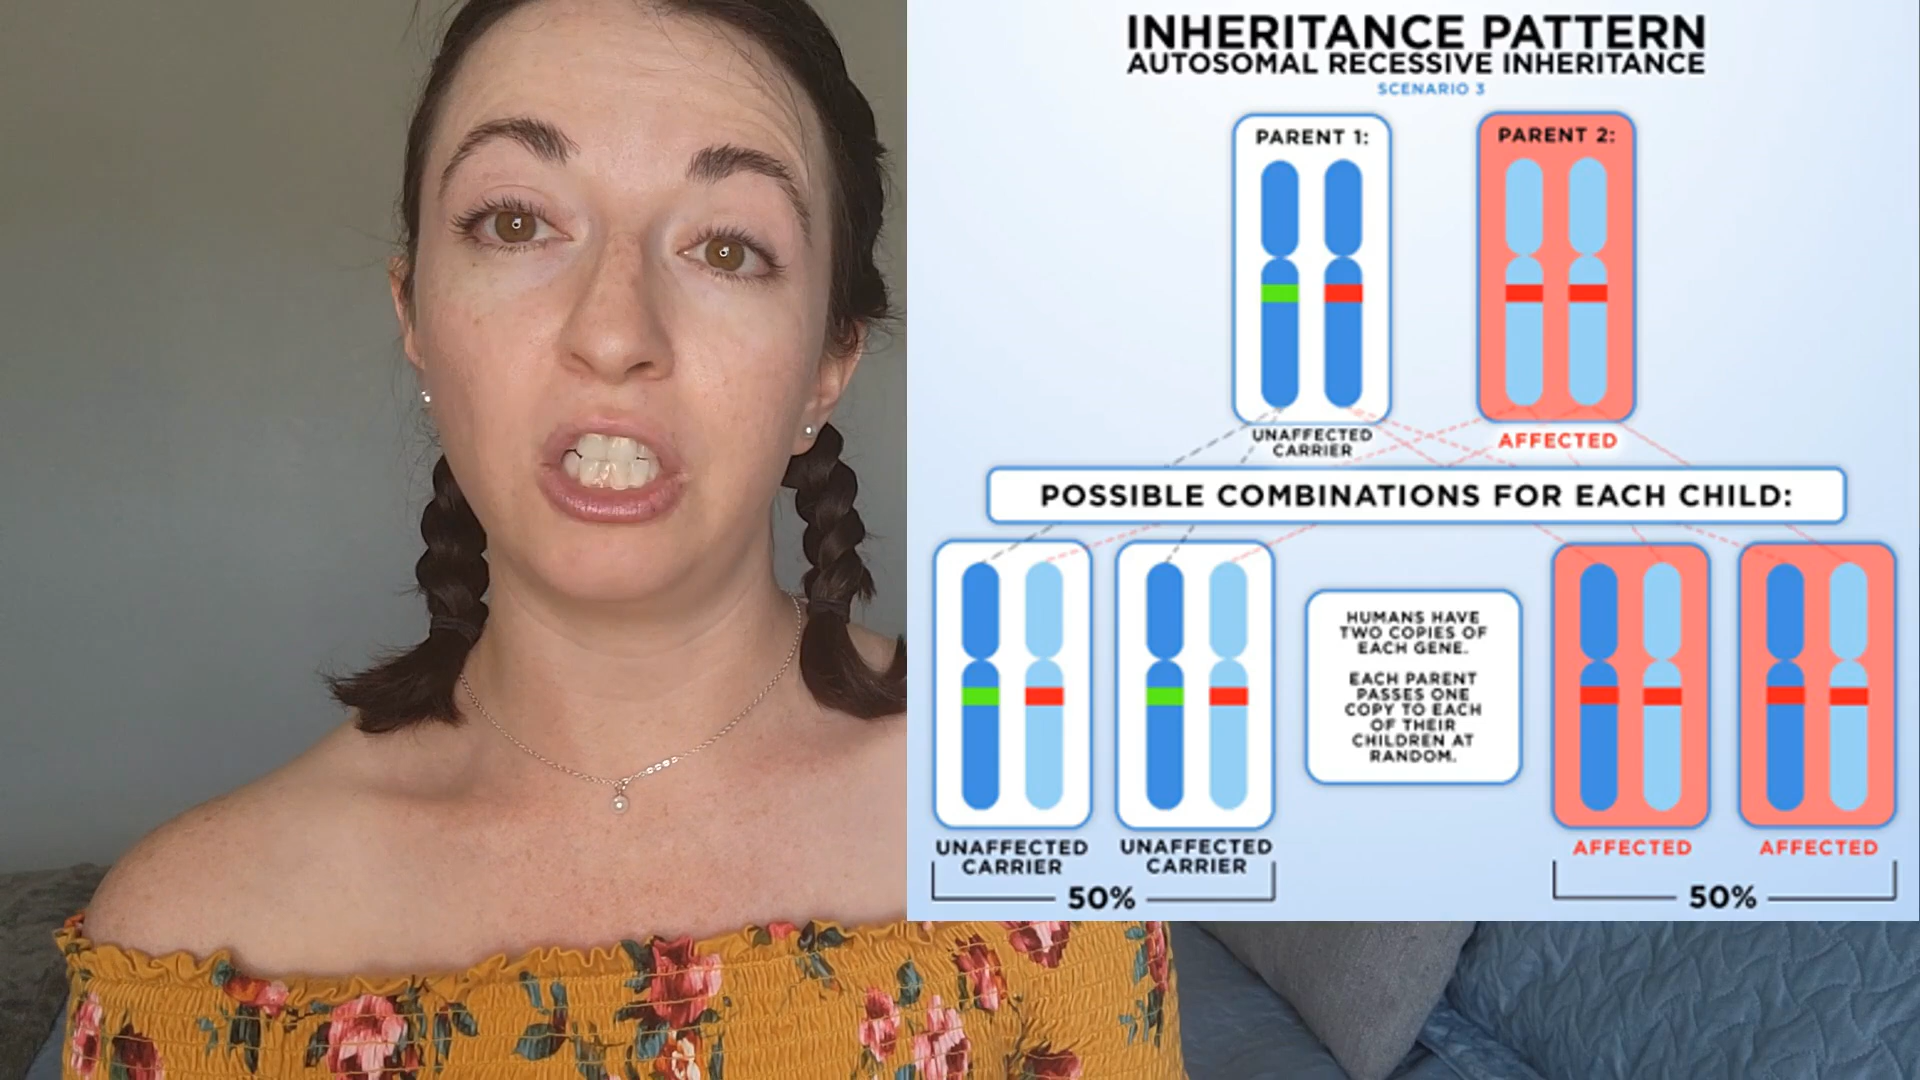 INHERITANCE PATTERN
AUTOSOMAL RECESSIVE INHERITANCE
SCENARIO 3
PARENT 1:
PARENT 2:
UNAFFECTED
CARRIER
AFFECTED
POSSIBLE COMBINATIONS FOR EACH CHILD:
HUMANS HAVE
TWO COPIES OF
EACH GENE.
EACH PARENT
PASSES ONE
COPY TO EACH
OF THEIR
CHILDREN AT
RANDOM.
UNAFFECTED
CARRIER
UNAFFECTED
CARRIER
50%
AFFECTED
AFFECTED
50%